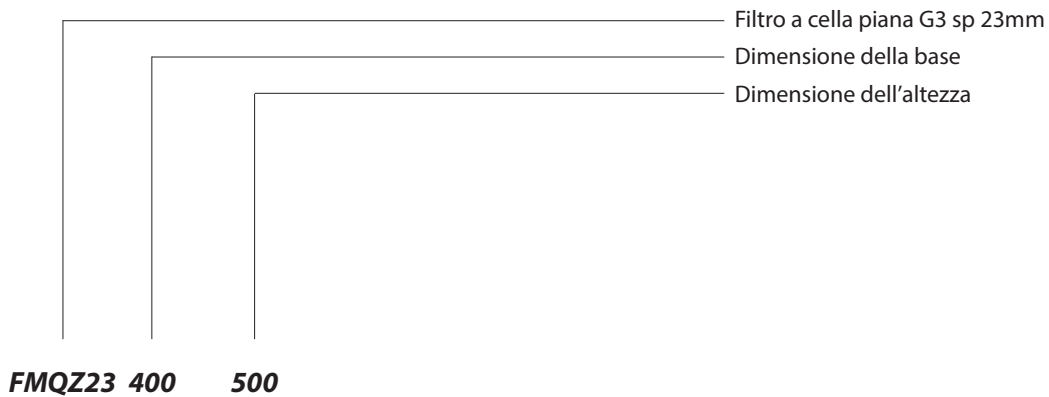 Filtro a cella piana G3 sp 23mm
Dimensione della base
Dimensione dell'altezza
FMQZ23 400 500